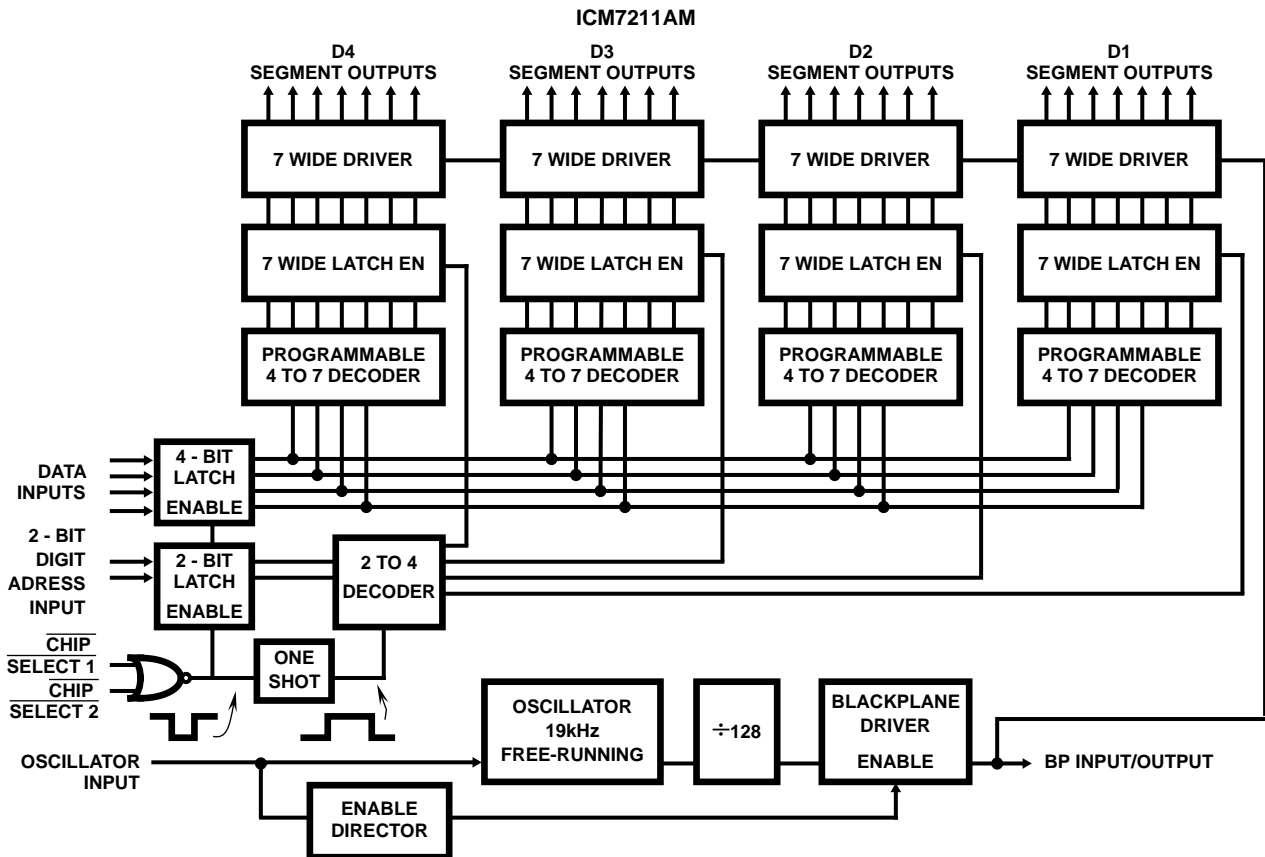 ICM7211AM
D4
SEGMENT OUTPUTS
D3
SEGMENT OUTPUTS
D2
SEGMENT OUTPUTS
D1
SEGMENT OUTPUTS
7 WIDE DRIVER
7 WIDE DRIVER
7 WIDE DRIVER
7 WIDE DRIVER
7 WIDE LATCH EN
7 WIDE LATCH EN
7 WIDE LATCH EN
7 WIDE LATCH EN
PROGRAMMABLE
4 TO 7 DECODER
PROGRAMMABLE
4 TO 7 DECODER
PROGRAMMABLE
4 TO 7 DECODER
PROGRAMMABLE
4 TO 7 DECODER
DATA
INPUTS
4 - BIT
LATCH
ENABLE
2 - BIT
DIGIT
ADRESS
INPUT
2 - BIT
LATCH
ENABLE
2 TO 4
DECODER
CHIP
SELECT 1
CHIP
SELECT 2
ONE
SHOT
OSCILLATOR
19kHz
FREE-RUNNING
÷128
BLACKPLANE
DRIVER
ENABLE
OSCILLATOR
INPUT
BP INPUT/OUTPUT
ENABLE
DIRECTOR